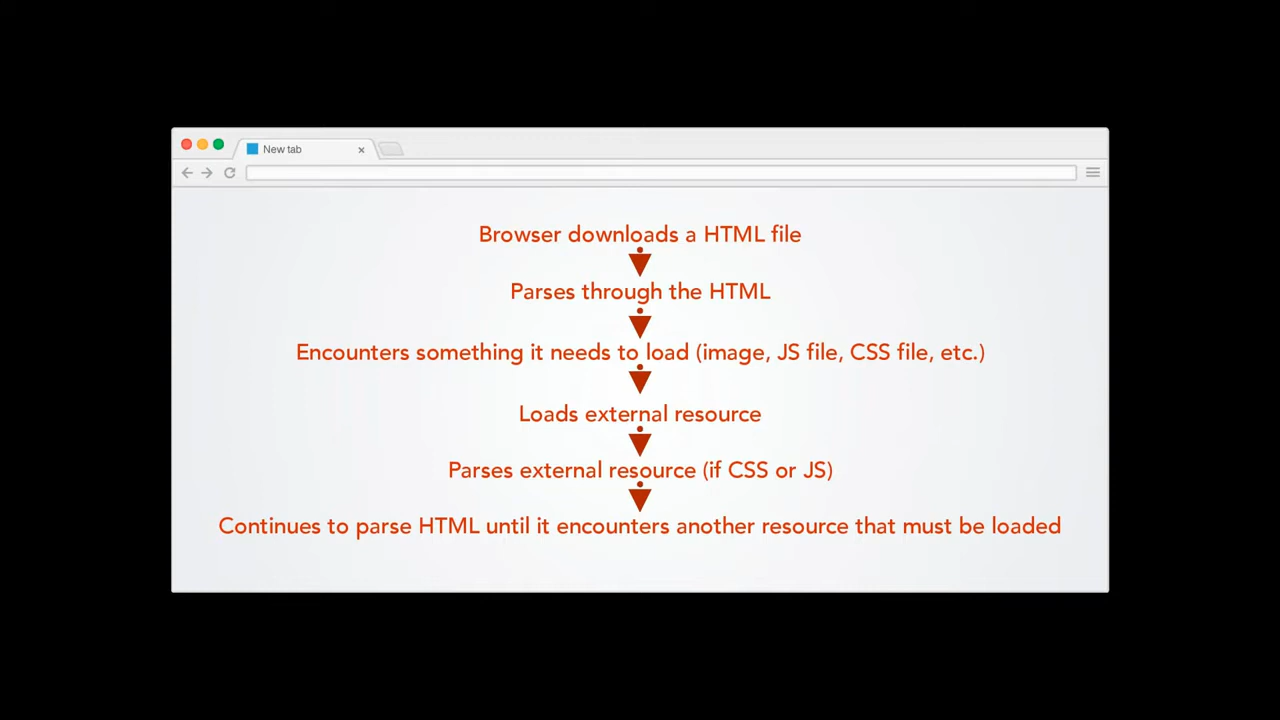 New tab
Browser downloads a HTML file
Parses through the HTML
Encounters something it needs to load (image, JS file, CSS file, etc.)
Loads external resource
Parses external resource (if CSS or JS)
Continues to parse HTML until it encounters another resource that must be loaded